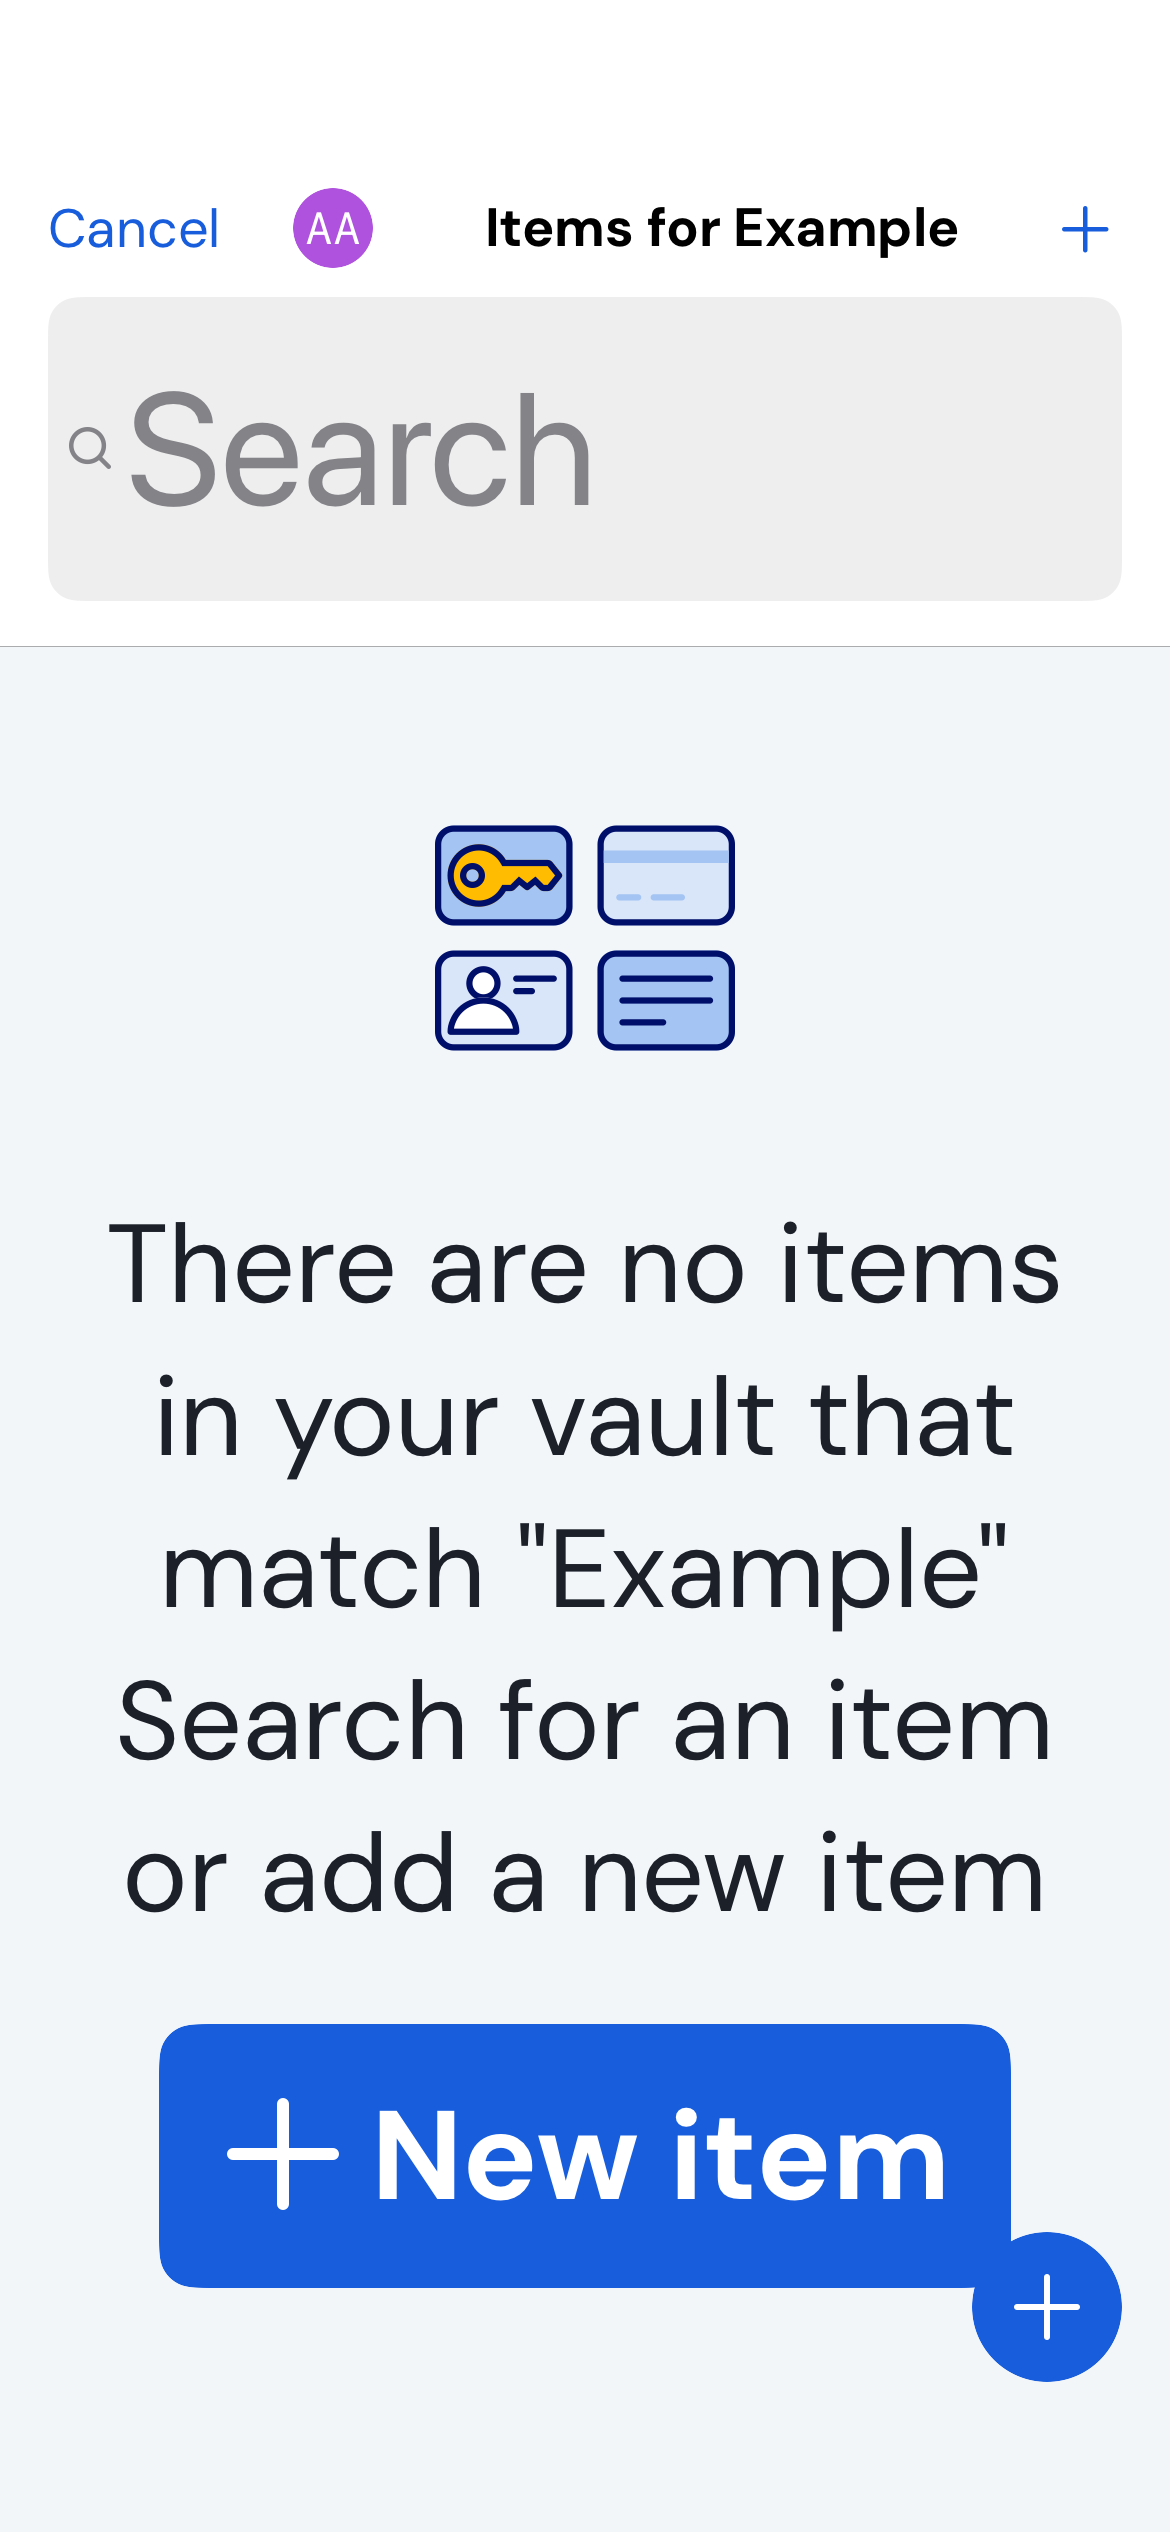 Cancel
AA
Items for Example
Search
There are no items
in your vault that
match "Example"
Search for an item
or add a new item
New item